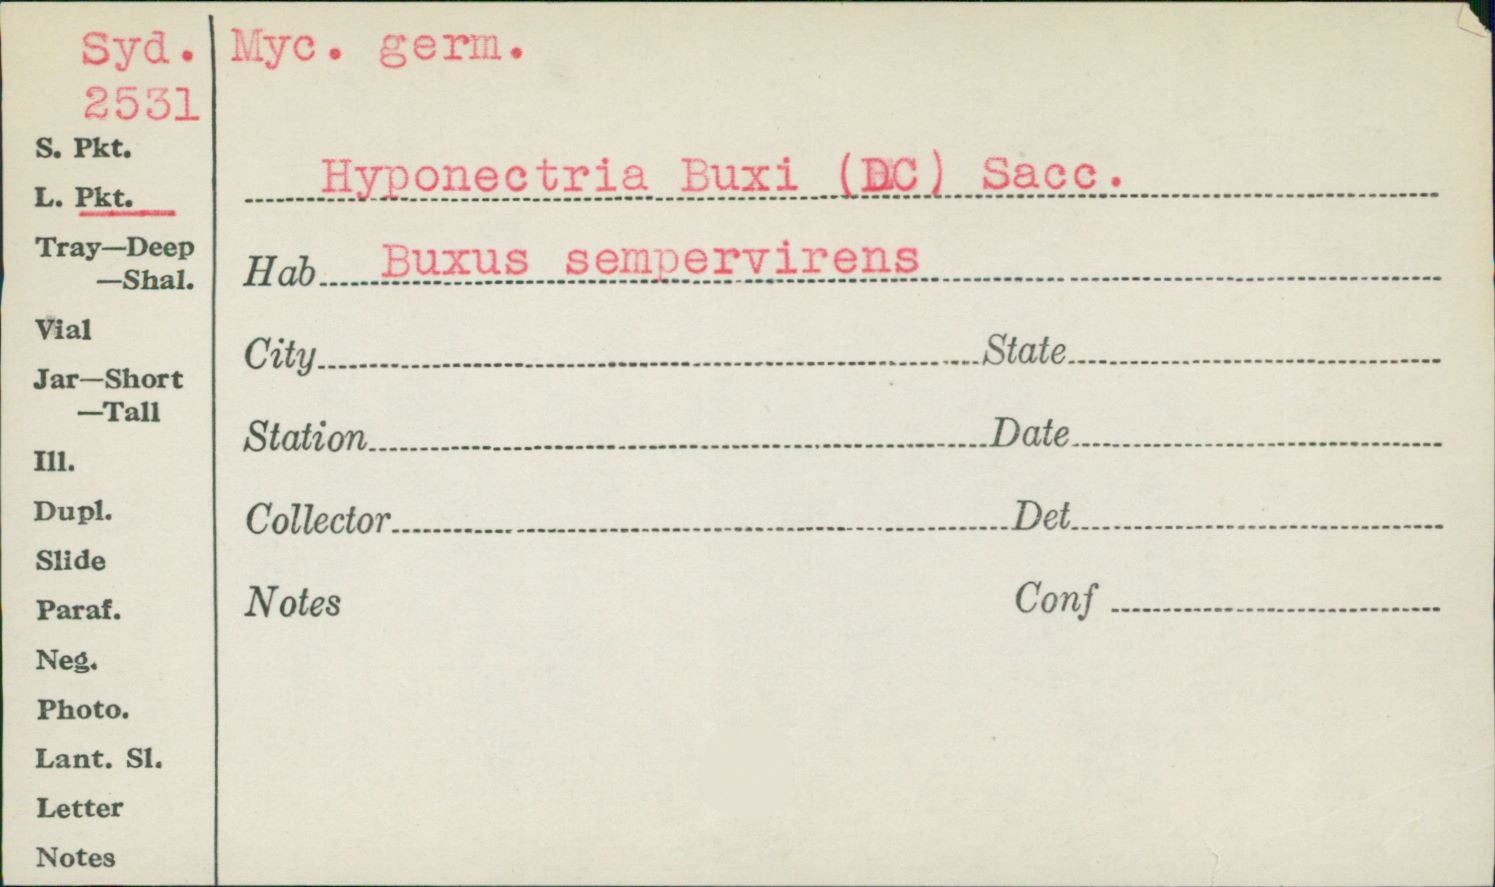 Syd. Myc. germ.
2531
S. Pkt.
Hyponectria Buxi (DC) Sacc.
L. Pkt.
Tray—Deep
—Shal.
Hab Buxus sempervirens
Vial
City State
Jar—Short
—Tall
Station Date
Ill.
Dupl.
Collector Det
Slide
Paraf.
Notes Conf
Neg.
Photo.
Lant. Sl.
Letter
Notes